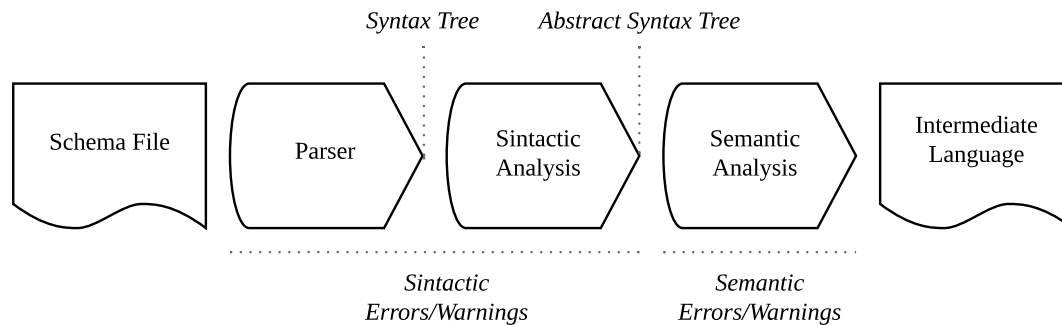 Syntax Tree
Abstract Syntax Tree
Schema File
Parser
Sintactic
Analysis
Semantic
Analysis
Intermediate
Language
Sintactic
Errors/Warnings
Semantic
Errors/Warnings